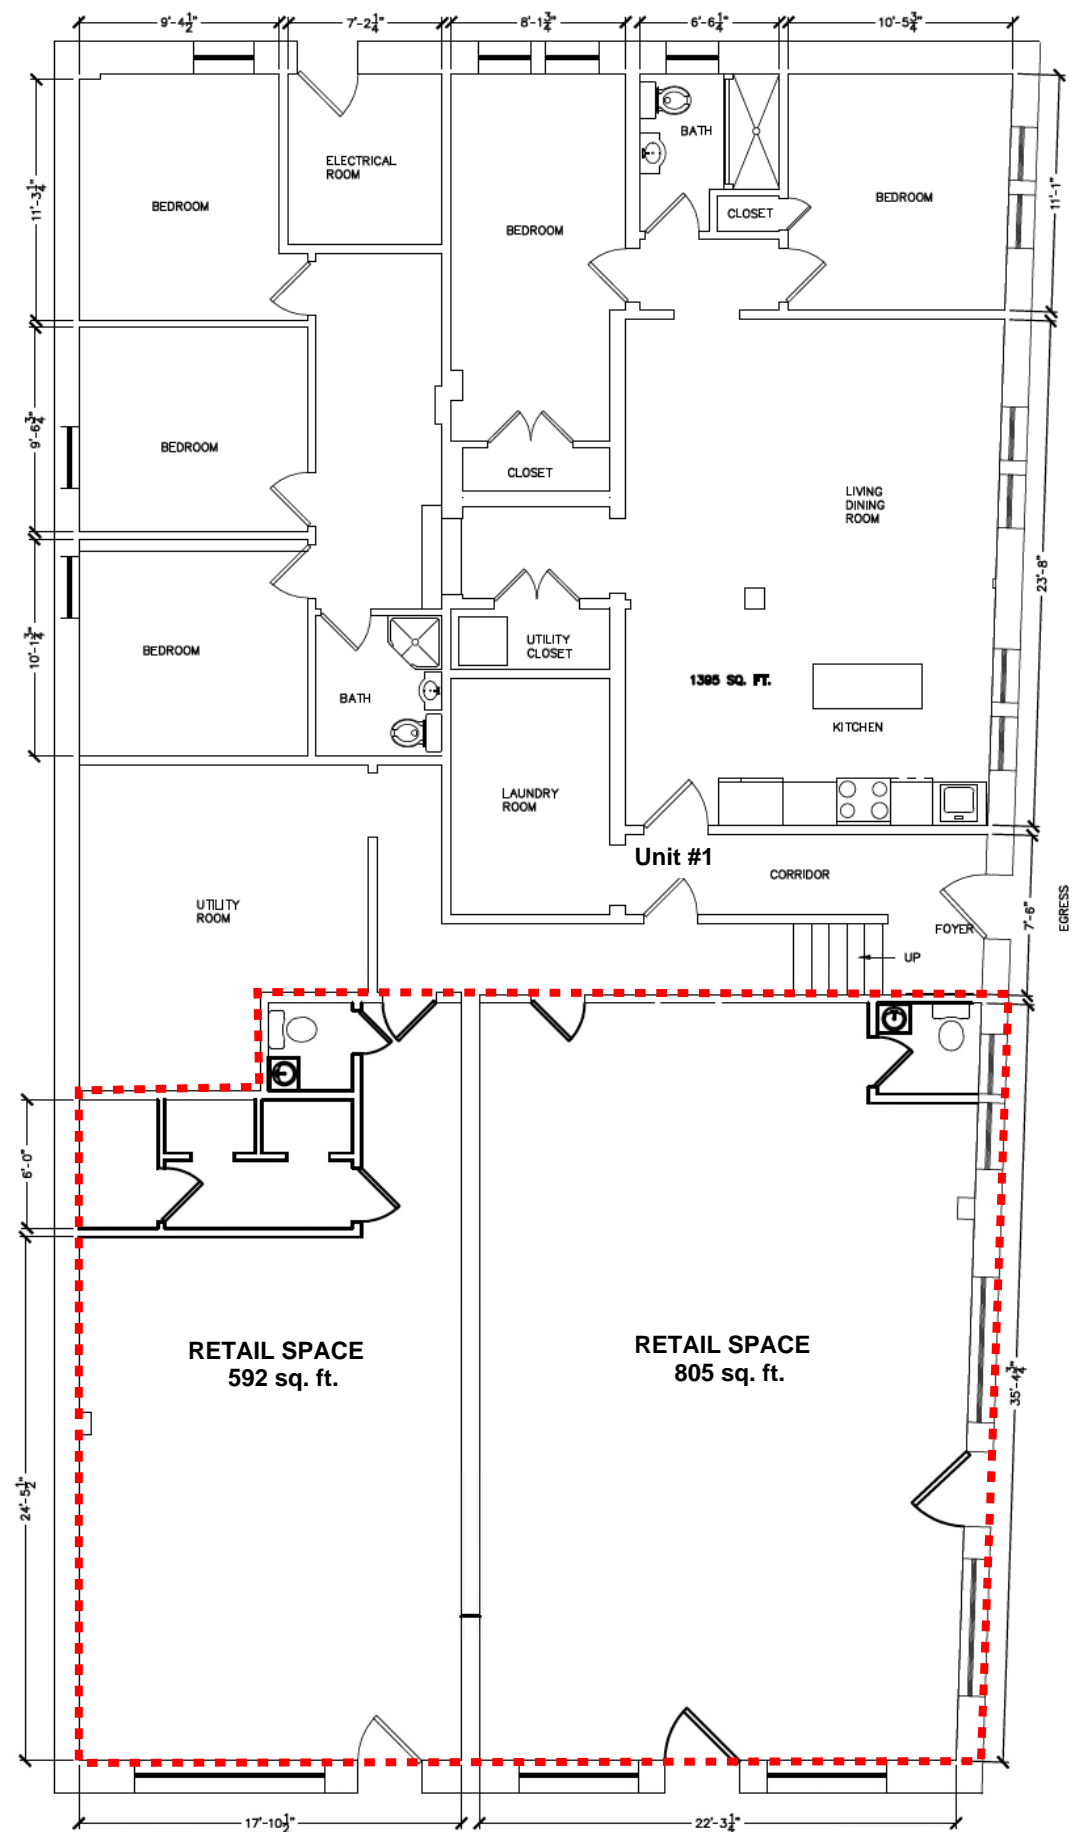 9'-4½"
7'-2¼"
8'-1¾"
6'-6¼"
10'-5¾"
11'-3¼"
ELECTRICAL
ROOM
BEDROOM
BEDROOM
BATH
CLOSET
BEDROOM
11'-1"
9'-6¾"
BEDROOM
CLOSET
LIVING
DINING
ROOM
23'-8"
10'-1¾"
BEDROOM
UTILITY
CLOSET
BATH
1395 SQ. FT.
KITCHEN
LAUNDRY
ROOM
Unit #1
CORRIDOR
UTILITY
ROOM
FOYER
7'-6"
EGRESS
UP
6'-0"
RETAIL SPACE
592 sq. ft.
RETAIL SPACE
805 sq. ft.
35'-4¾"
24'-5½"
17'-10½"
22'-3¼"